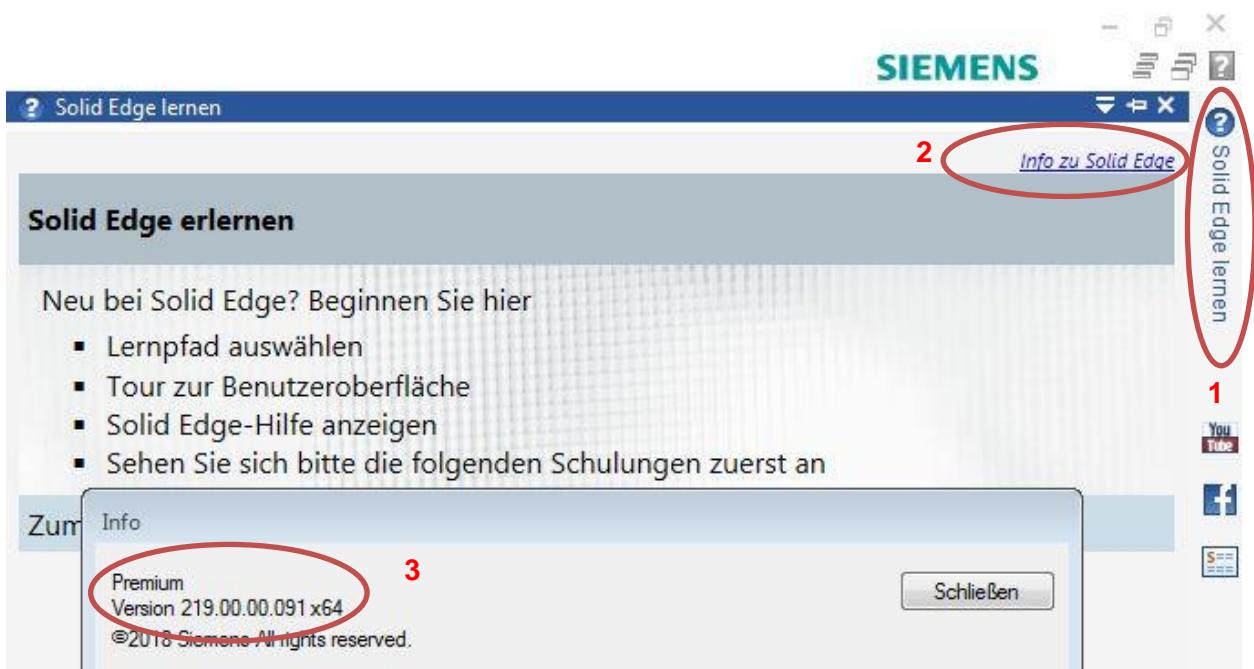 SIEMENS
Solid Edge lernen
2
Info zu Solid Edge
Solid Edge lernen
1
Solid Edge erlernen
Neu bei Solid Edge? Beginnen Sie hier
▪ Lernpfad auswählen
▪ Tour zur Benutzeroberfläche
▪ Solid Edge-Hilfe anzeigen
▪ Sehen Sie sich bitte die folgenden Schulungen zuerst an
You
Tube
Zum
Info
3
Premium
Version 219.00.00.091 x64
©2018 Siemens All rights reserved.
Schließen